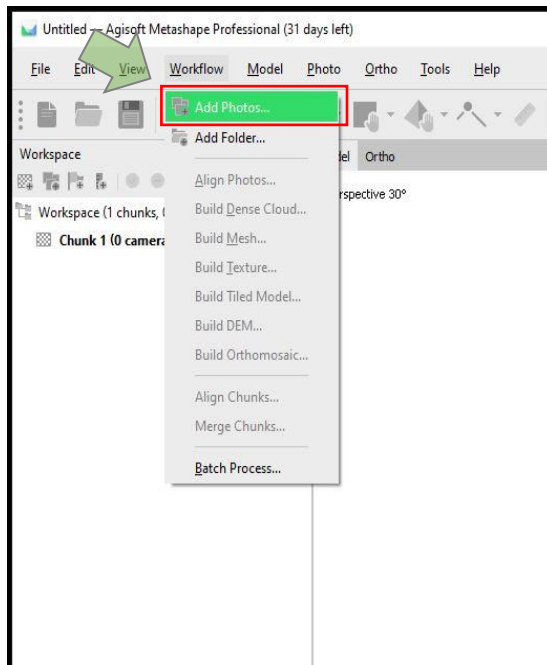 Untitled — Agisoft Metashape Professional (31 days left)
File Edit View Workflow Model Photo Ortho Tools Help
Add Photos...
Add Folder...
Workspace
Ortho
Align Photos...
Workspace (1 chunks,
Build Dense Cloud...
Chunk 1 (0 camera
Build Mesh...
Build Texture...
Build Tiled Model...
Build DEM...
Build Orthomosaic...
Align Chunks...
Merge Chunks...
Batch Process...